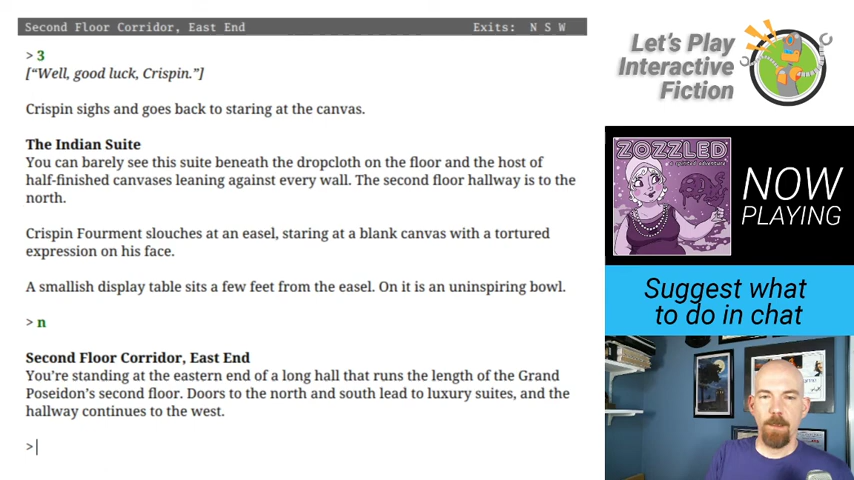 Second Floor Corridor, East End Exits: N S W
> 3
[“Well, good luck, Crispin.”]
Crispin sighs and goes back to staring at the canvas.
The Indian Suite
You can barely see this suite beneath the dropcloth on the floor and the host of
half-finished canvases leaning against every wall. The second floor hallway is to the
north.
Crispin Fourment slouches at an easel, staring at a blank canvas with a tortured
expression on his face.
A smallish display table sits a few feet from the easel. On it is an uninspiring bowl.
> n
Second Floor Corridor, East End
You’re standing at the eastern end of a long hall that runs the length of the Grand
Poseidon’s second floor. Doors to the north and south lead to luxury suites, and the
hallway continues to the west.
>
Let’s Play
Interactive
Fiction
ZOZZLED
a spirited adventure
NOW
PLAYING
Suggest what
to do in chat